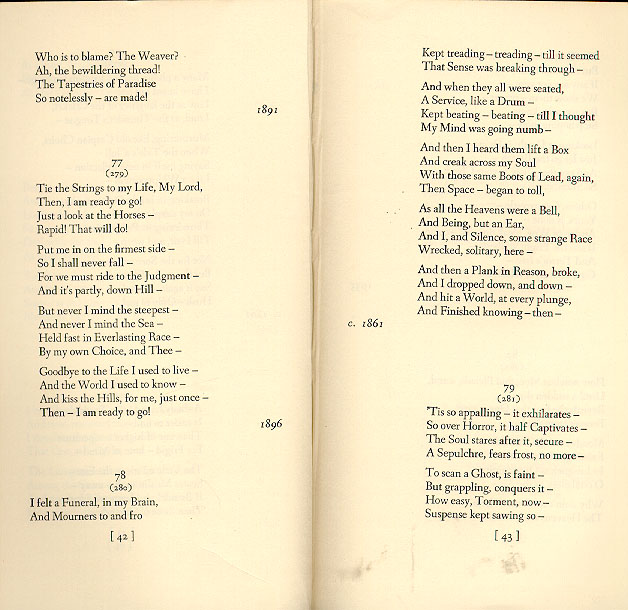 Who is to blame? The Weaver?
Ah, the bewildering thread!
The Tapestries of Paradise
So notelessly – are made!
1891
77
(279)
Tie the Strings to my Life, My Lord,
Then, I am ready to go!
Just a look at the Horses –
Rapid! That will do!
Put me in on the firmest side –
So I shall never fall –
For we must ride to the Judgment –
And it's partly, down Hill –
But never I mind the steepest –
And never I mind the Sea –
Held fast in Everlasting Race –
By my own Choice, and Thee –
Goodbye to the Life I used to live –
And the World I used to know –
And kiss the Hills, for me, just once –
Then – I am ready to go!
1896
78
(280)
I felt a Funeral, in my Brain,
And Mourners to and fro
[ 42 ]
Kept treading – treading – till it seemed
That Sense was breaking through –
And when they all were seated,
A Service, like a Drum –
Kept beating – beating – till I thought
My Mind was going numb –
And then I heard them lift a Box
And creak across my Soul
With those same Boots of Lead, again,
Then Space – began to toll,
As all the Heavens were a Bell,
And Being, but an Ear,
And I, and Silence, some strange Race
Wrecked, solitary, here –
And then a Plank in Reason, broke,
And I dropped down, and down –
And hit a World, at every plunge,
And Finished knowing – then –
c. 1861
79
(281)
'Tis so appalling – it exhilarates –
So over Horror, it half Captivates –
The Soul stares after it, secure –
A Sepulchre, fears frost, no more –
To scan a Ghost, is faint –
But grappling, conquers it –
How easy, Torment, now –
Suspense kept sawing so –
[ 43 ]